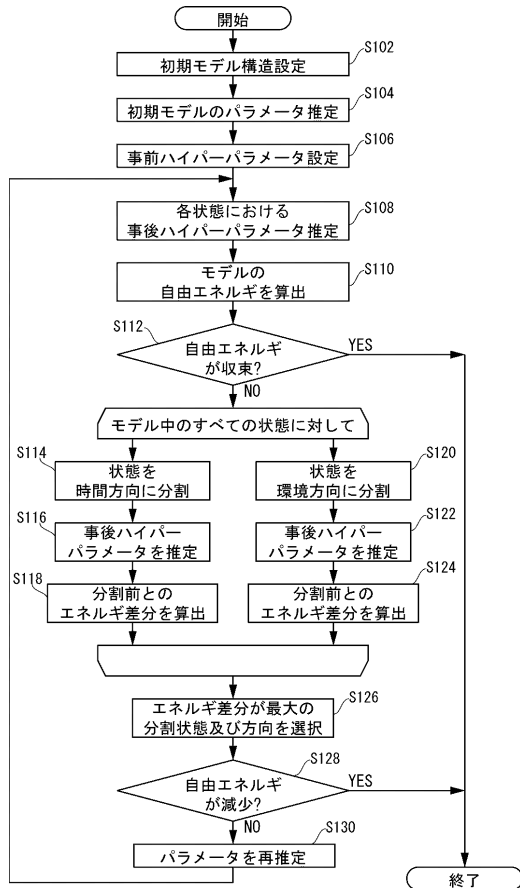 開始
S102
初期モデル構造設定
S104
初期モデルのパラメータ推定
S106
事前ハイパーパラメータ設定
S108
各状態における
事後ハイパーパラメータ推定
S110
モデルの
自由エネルギを算出
S112
自由エネルギ
が収束?
YES
NO
モデル中のすべての状態に対して
S114
状態を
時間方向に分割
S120
状態を
環境方向に分割
S116
事後ハイパー
パラメータを推定
S122
事後ハイパー
パラメータを推定
S118
分割前との
エネルギ差分を算出
S124
分割前との
エネルギ差分を算出
S126
エネルギ差分が最大の
分割状態及び方向を選択
S128
自由エネルギ
が減少?
YES
NO
S130
パラメータを再推定
終了